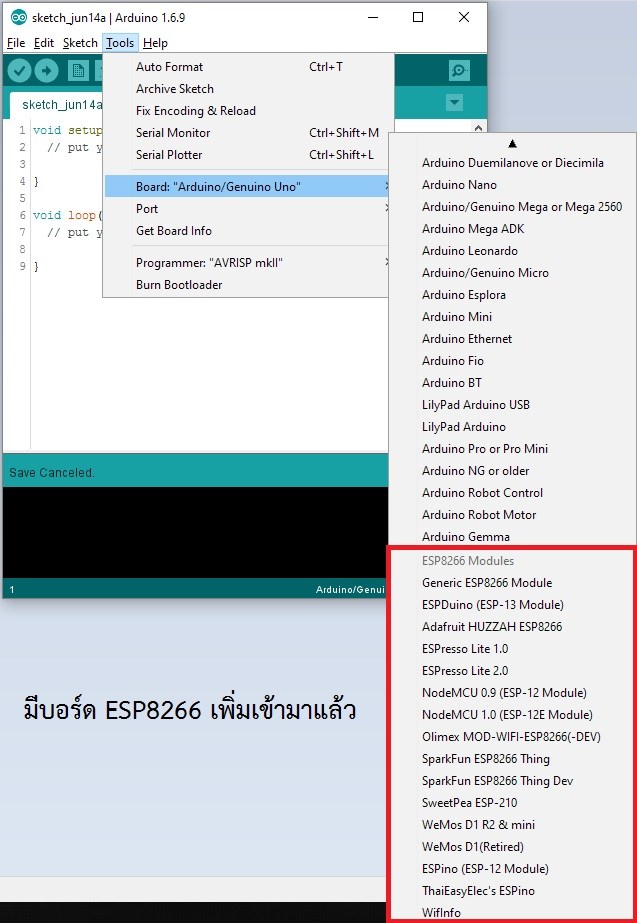 sketch_jun14a | Arduino 1.6.9
File Edit Sketch Tools Help
sketch_jun14a
1 void setup
2 // put y
3
4 }
5
6 void loop(
7 // put y
8
9 }
Auto Format Ctrl+T
Archive Sketch
Fix Encoding & Reload
Serial Monitor Ctrl+Shift+M
Serial Plotter Ctrl+Shift+L
Board: "Arduino/Genuino Uno"
Port
Get Board Info
Programmer: "AVRISP mkII"
Burn Bootloader
Arduino Duemilanove or Diecimila
Arduino Nano
Arduino/Genuino Mega or Mega 2560
Arduino Mega ADK
Arduino Leonardo
Arduino/Genuino Micro
Arduino Esplora
Arduino Mini
Arduino Ethernet
Arduino Fio
Arduino BT
LilyPad Arduino USB
LilyPad Arduino
Arduino Pro or Pro Mini
Arduino NG or older
Arduino Robot Control
Arduino Robot Motor
Arduino Gemma
ESP8266 Modules
Generic ESP8266 Module
ESPDuino (ESP-13 Module)
Adafruit HUZZAH ESP8266
ESPresso Lite 1.0
ESPresso Lite 2.0
NodeMCU 0.9 (ESP-12 Module)
NodeMCU 1.0 (ESP-12E Module)
Olimex MOD-WIFI-ESP8266(-DEV)
SparkFun ESP8266 Thing
SparkFun ESP8266 Thing Dev
SweetPea ESP-210
WeMos D1 R2 & mini
WeMos D1(Retired)
ESPino (ESP-12 Module)
ThaiEasyElec's ESPino
WifInfo
Save Canceled.
1 Arduino/Genui
มีบอร์ด ESP8266 เพิ่มเข้ามาแล้ว